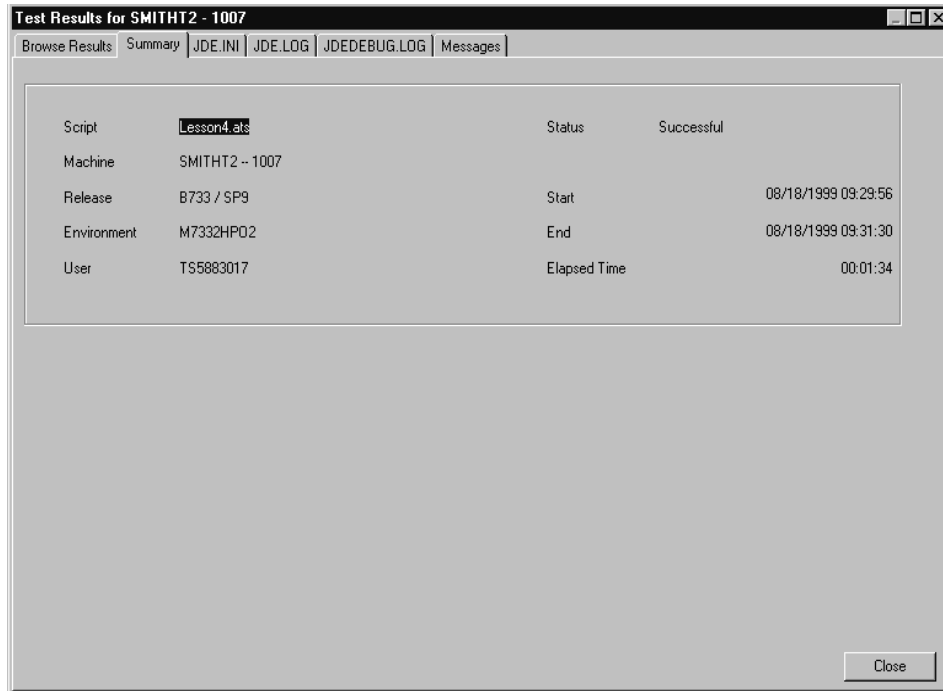 Test Results for SMITHT2 - 1007
Browse Results Summary JDE.INI JDE.LOG JDEDEBUG.LOG Messages
Script Lesson4.ats Status Successful
Machine SMITHT2 -- 1007
Release B733 / SP9 Start 08/18/1999 09:29:56
Environment M7332HPO2 End 08/18/1999 09:31:30
User TS5883017 Elapsed Time 00:01:34
Close